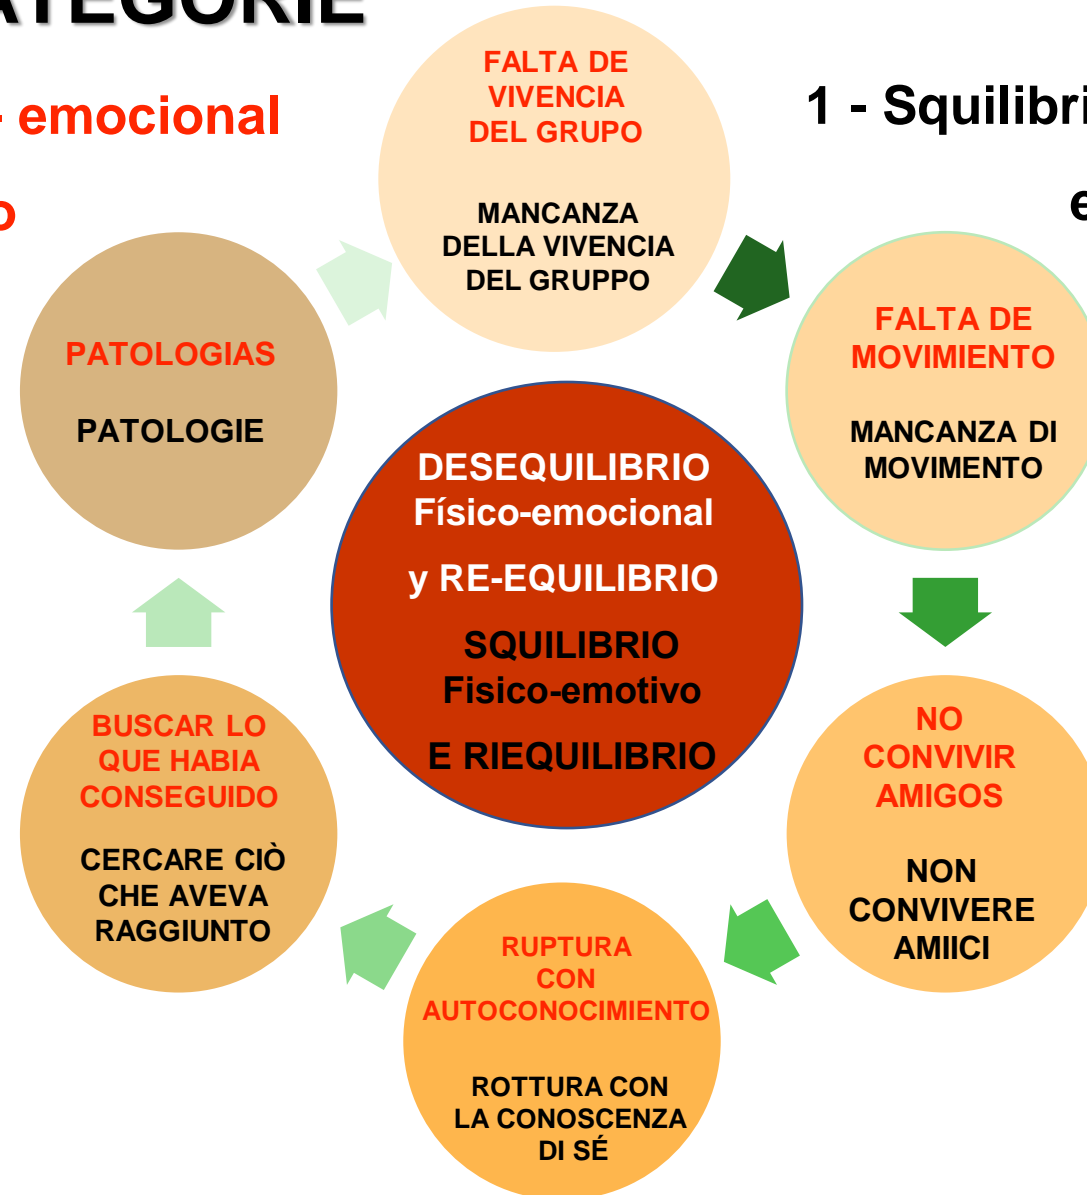 ATEGORIE
- emocional
o
1 - Squilibri
e
FALTA DE
VIVENCIA
DEL GRUPO
MANCANZA
DELLA VIVENCIA
DEL GRUPPO
FALTA DE
MOVIMIENTO
MANCANZA DI
MOVIMENTO
NO
CONVIVIR
AMIGOS
NON
CONVIVERE
AMIICI
RUPTURA
CON
AUTOCONOCIMIENTO
ROTTURA CON
LA CONOSCENZA
DI SÉ
BUSCAR LO
QUE HABIA
CONSEGUIDO
CERCARE CIÒ
CHE AVEVA
RAGGIUNTO
PATOLOGIAS
PATOLOGIE
DESEQUILIBRIO
Físico-emocional
y RE-EQUILIBRIO
SQUILIBRIO
Fisico-emotivo
E RIEQUILIBRIO